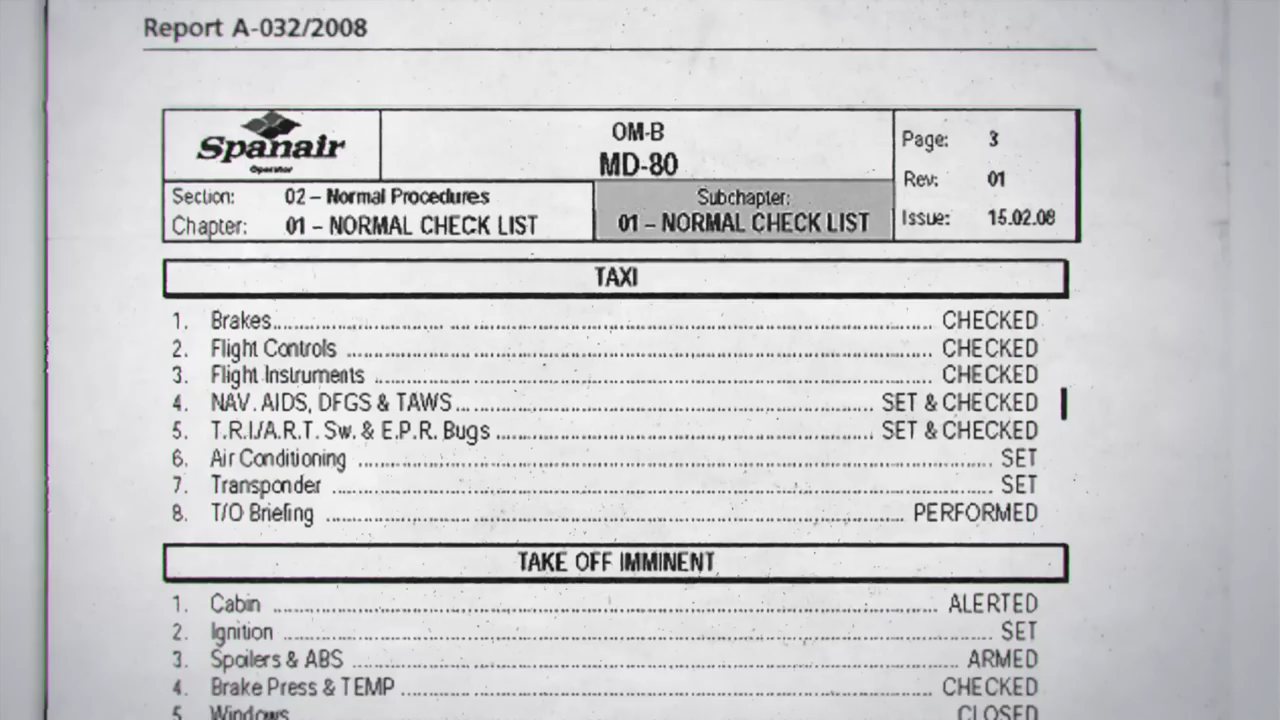 Report A-032/2008
Spanair
Operator
OM-B
MD-80
Page: 3
Rev: 01
Issue: 15.02.08
Section: 02 – Normal Procedures
Chapter: 01 – NORMAL CHECK LIST
Subchapter:
01 – NORMAL CHECK LIST
TAXI
1. Brakes........ CHECKED
2. Flight Controls ........ CHECKED
3. Flight Instruments ........ CHECKED
4. NAV. AIDS, DFGS & TAWS........ SET & CHECKED
5. T.R.I/A.R.T. Sw. & E.P.R. Bugs ........ SET & CHECKED
6. Air Conditioning ........ SET
7. Transponder ........ SET
8. T/O Briefing ........ PERFORMED
TAKE OFF IMMINENT
1. Cabin ........ ALERTED
2. Ignition ........ SET
3. Spoilers & ABS ........ ARMED
4. Brake Press & TEMP ........ CHECKED
5. Windows ........ CLOSED